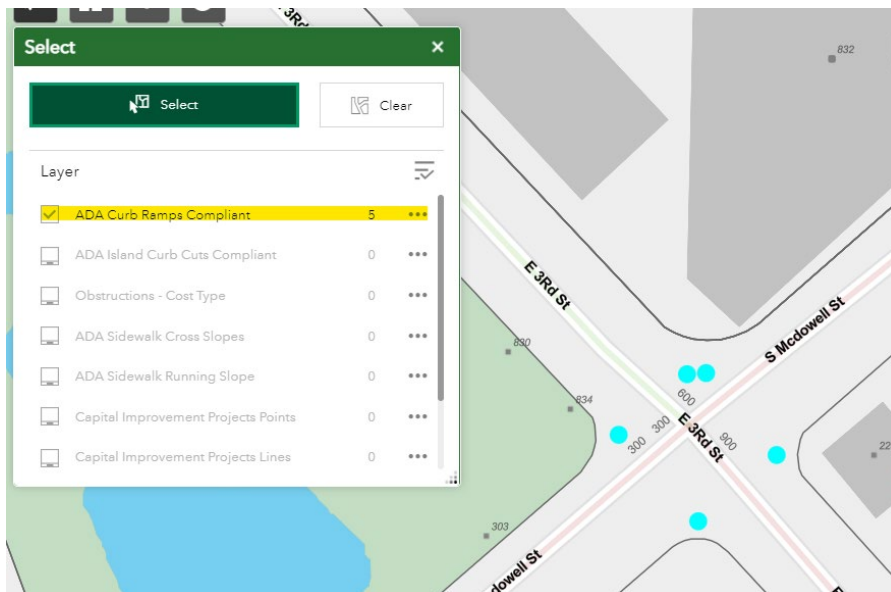 3Rd
Select ×
Select
Clear
Layer
ADA Curb Ramps Compliant 5 •••
ADA Island Curb Cuts Compliant 0 •••
Obstructions - Cost Type 0 •••
ADA Sidewalk Cross Slopes 0 •••
ADA Sidewalk Running Slope 0 •••
Capital Improvement Projects Points 0 •••
Capital Improvement Projects Lines 0 •••
832
E 3Rd St
S Mcdowell St
830
834
600
300
300
E 3Rd St
900
22
303
dowell St